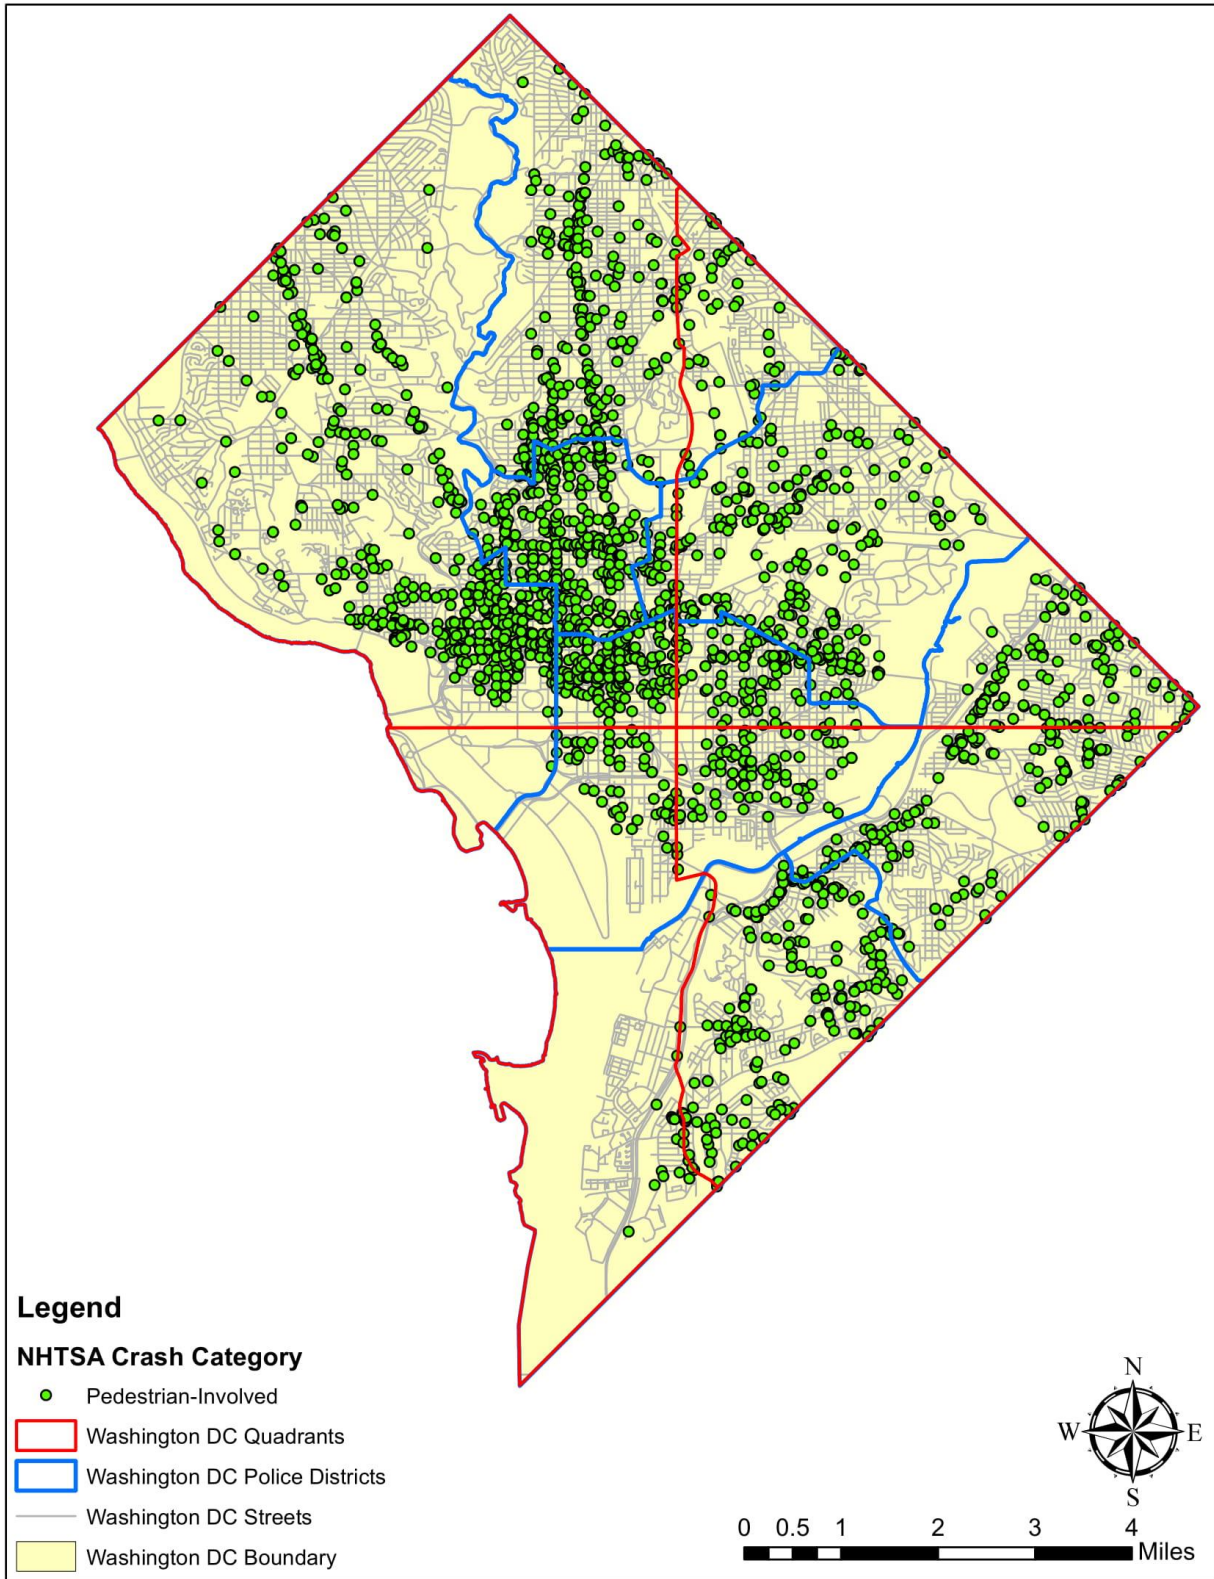 Legend
NHTSA Crash Category
Pedestrian-Involved
Washington DC Quadrants
Washington DC Police Districts
Washington DC Streets
Washington DC Boundary
N
W E
S
0 0.5 1 2 3 4
Miles